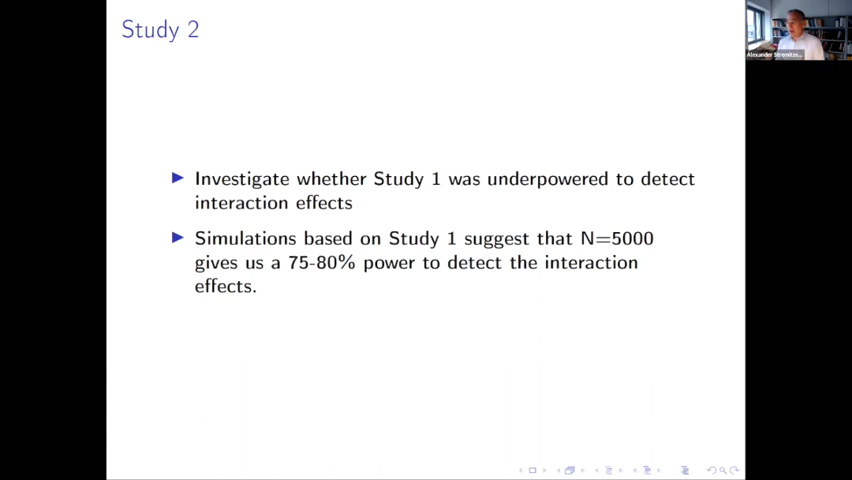 Study 2
Alexander Stremitze...
Investigate whether Study 1 was underpowered to detect
interaction effects
Simulations based on Study 1 suggest that N=5000
gives us a 75-80% power to detect the interaction
effects.